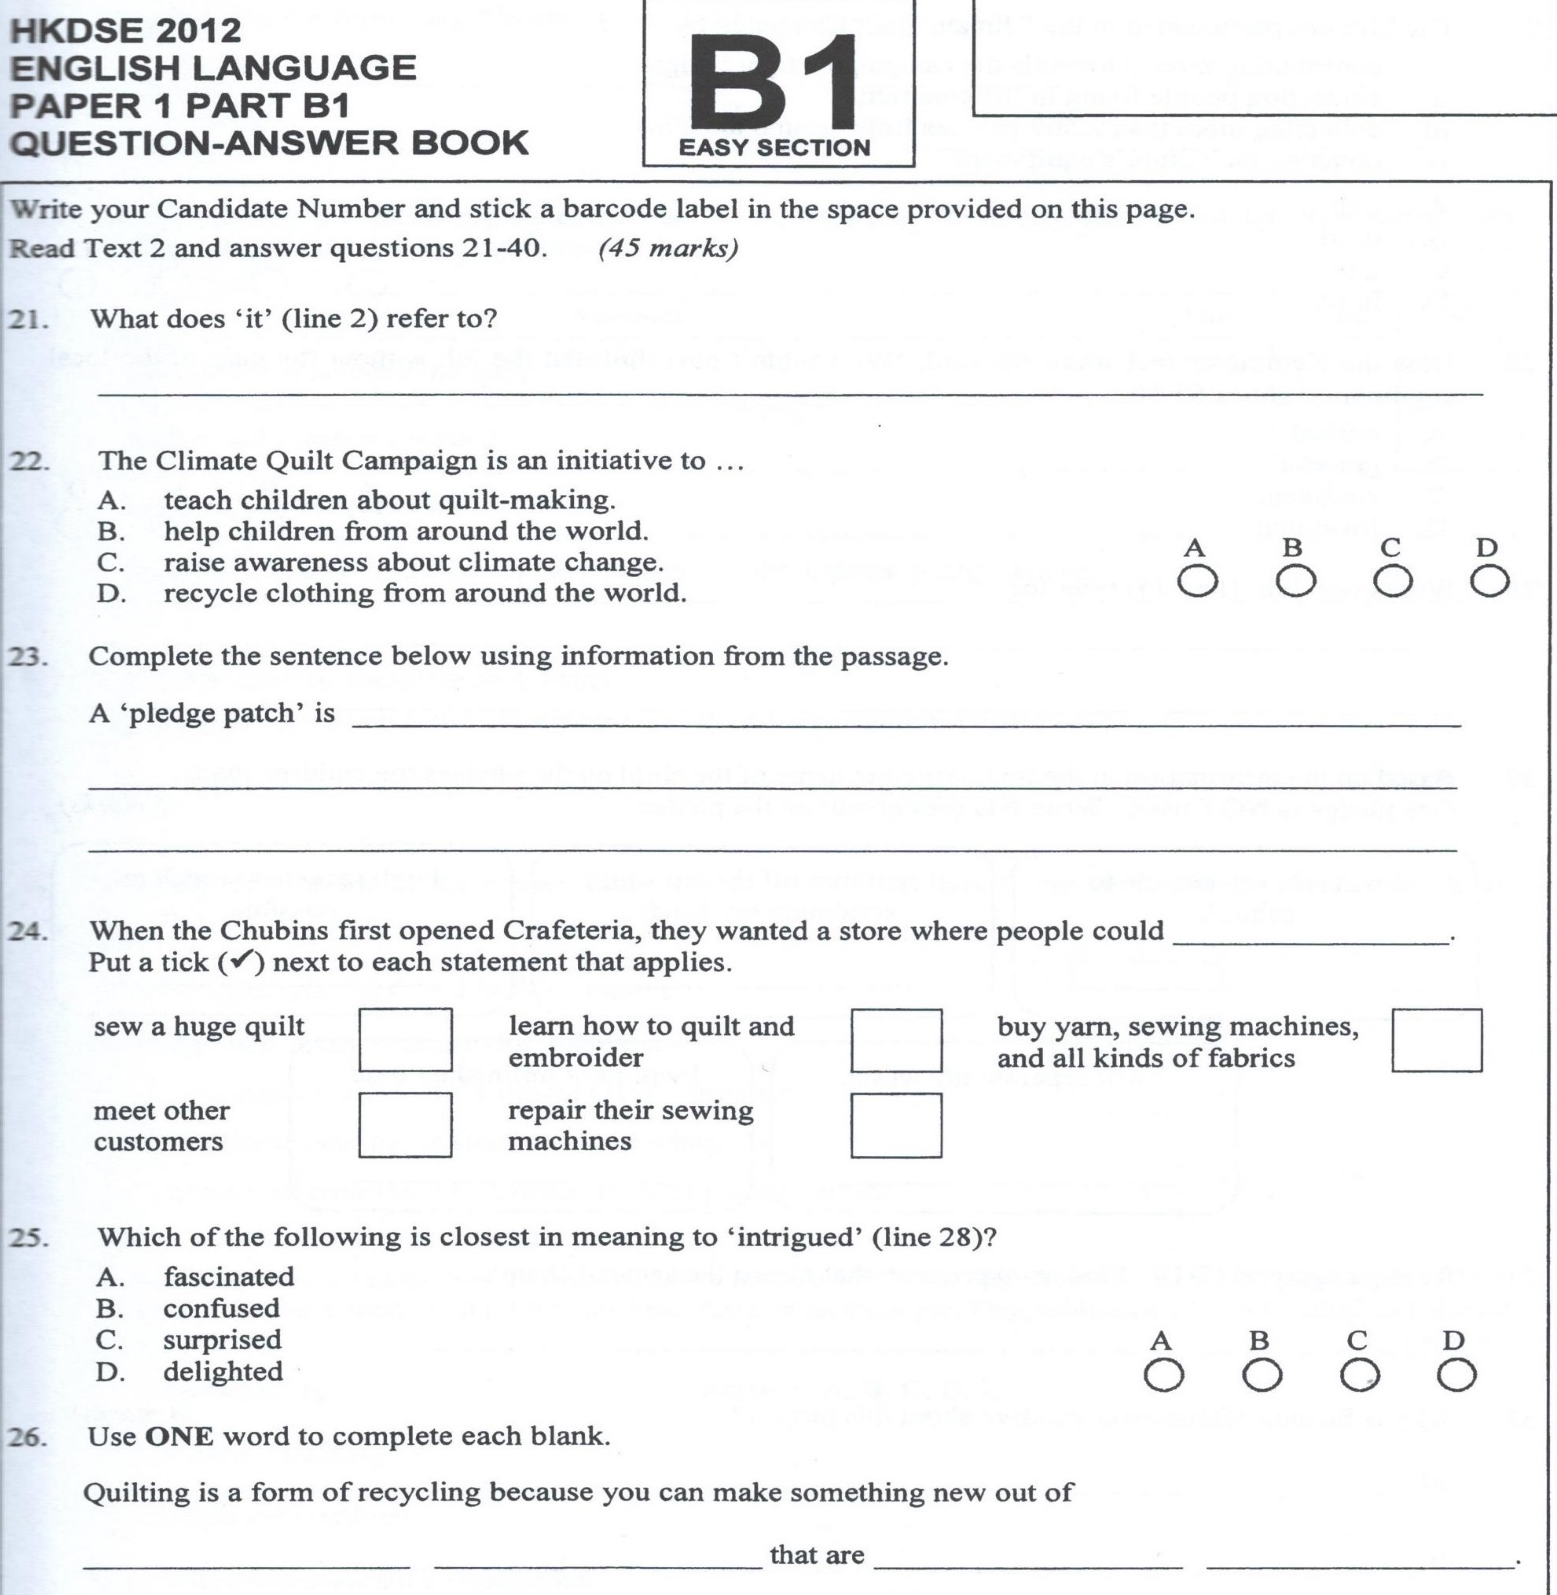 HKDSE 2012
ENGLISH LANGUAGE
PAPER 1 PART B1
QUESTION-ANSWER BOOK
B1
EASY SECTION
Write your Candidate Number and stick a barcode label in the space provided on this page.
Read Text 2 and answer questions 21-40. (45 marks)
21. What does ‘it’ (line 2) refer to?
22. The Climate Quilt Campaign is an initiative to …
A. teach children about quilt-making.
B. help children from around the world.
C. raise awareness about climate change.
D. recycle clothing from around the world.
A B C D
23. Complete the sentence below using information from the passage.
A ‘pledge patch’ is
24. When the Chubins first opened Crafeteria, they wanted a store where people could ____.
Put a tick (✓) next to each statement that applies.
sew a huge quilt
learn how to quilt and
embroider
buy yarn, sewing machines,
and all kinds of fabrics
meet other
customers
repair their sewing
machines
25. Which of the following is closest in meaning to ‘intrigued’ (line 28)?
A. fascinated
B. confused
C. surprised
D. delighted
A B C D
26. Use ONE word to complete each blank.
Quilting is a form of recycling because you can make something new out of
____ ____ that are ____ ____.